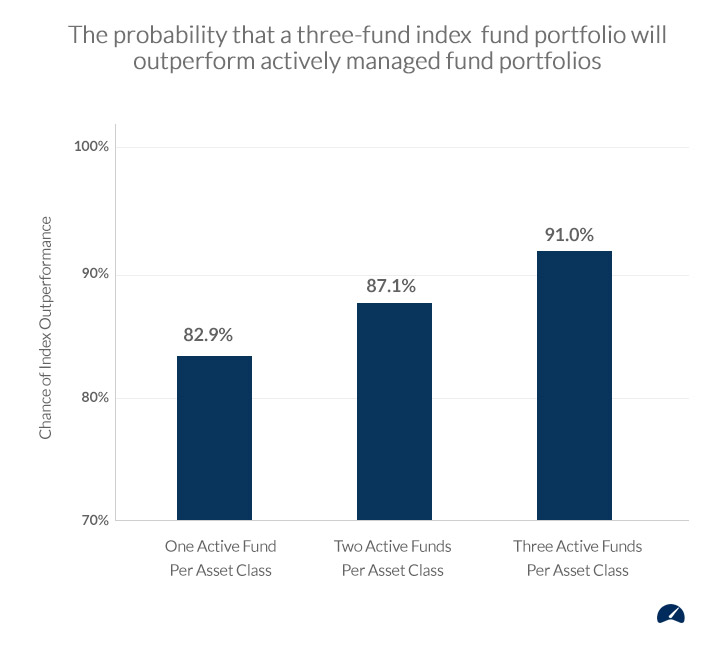 The probability that a three-fund index fund portfolio will
outperform actively managed fund portfolios
100%
90%
80%
70%
Chance of Index Outperformance
82.9%
87.1%
91.0%
One Active Fund
Per Asset Class
Two Active Funds
Per Asset Class
Three Active Funds
Per Asset Class